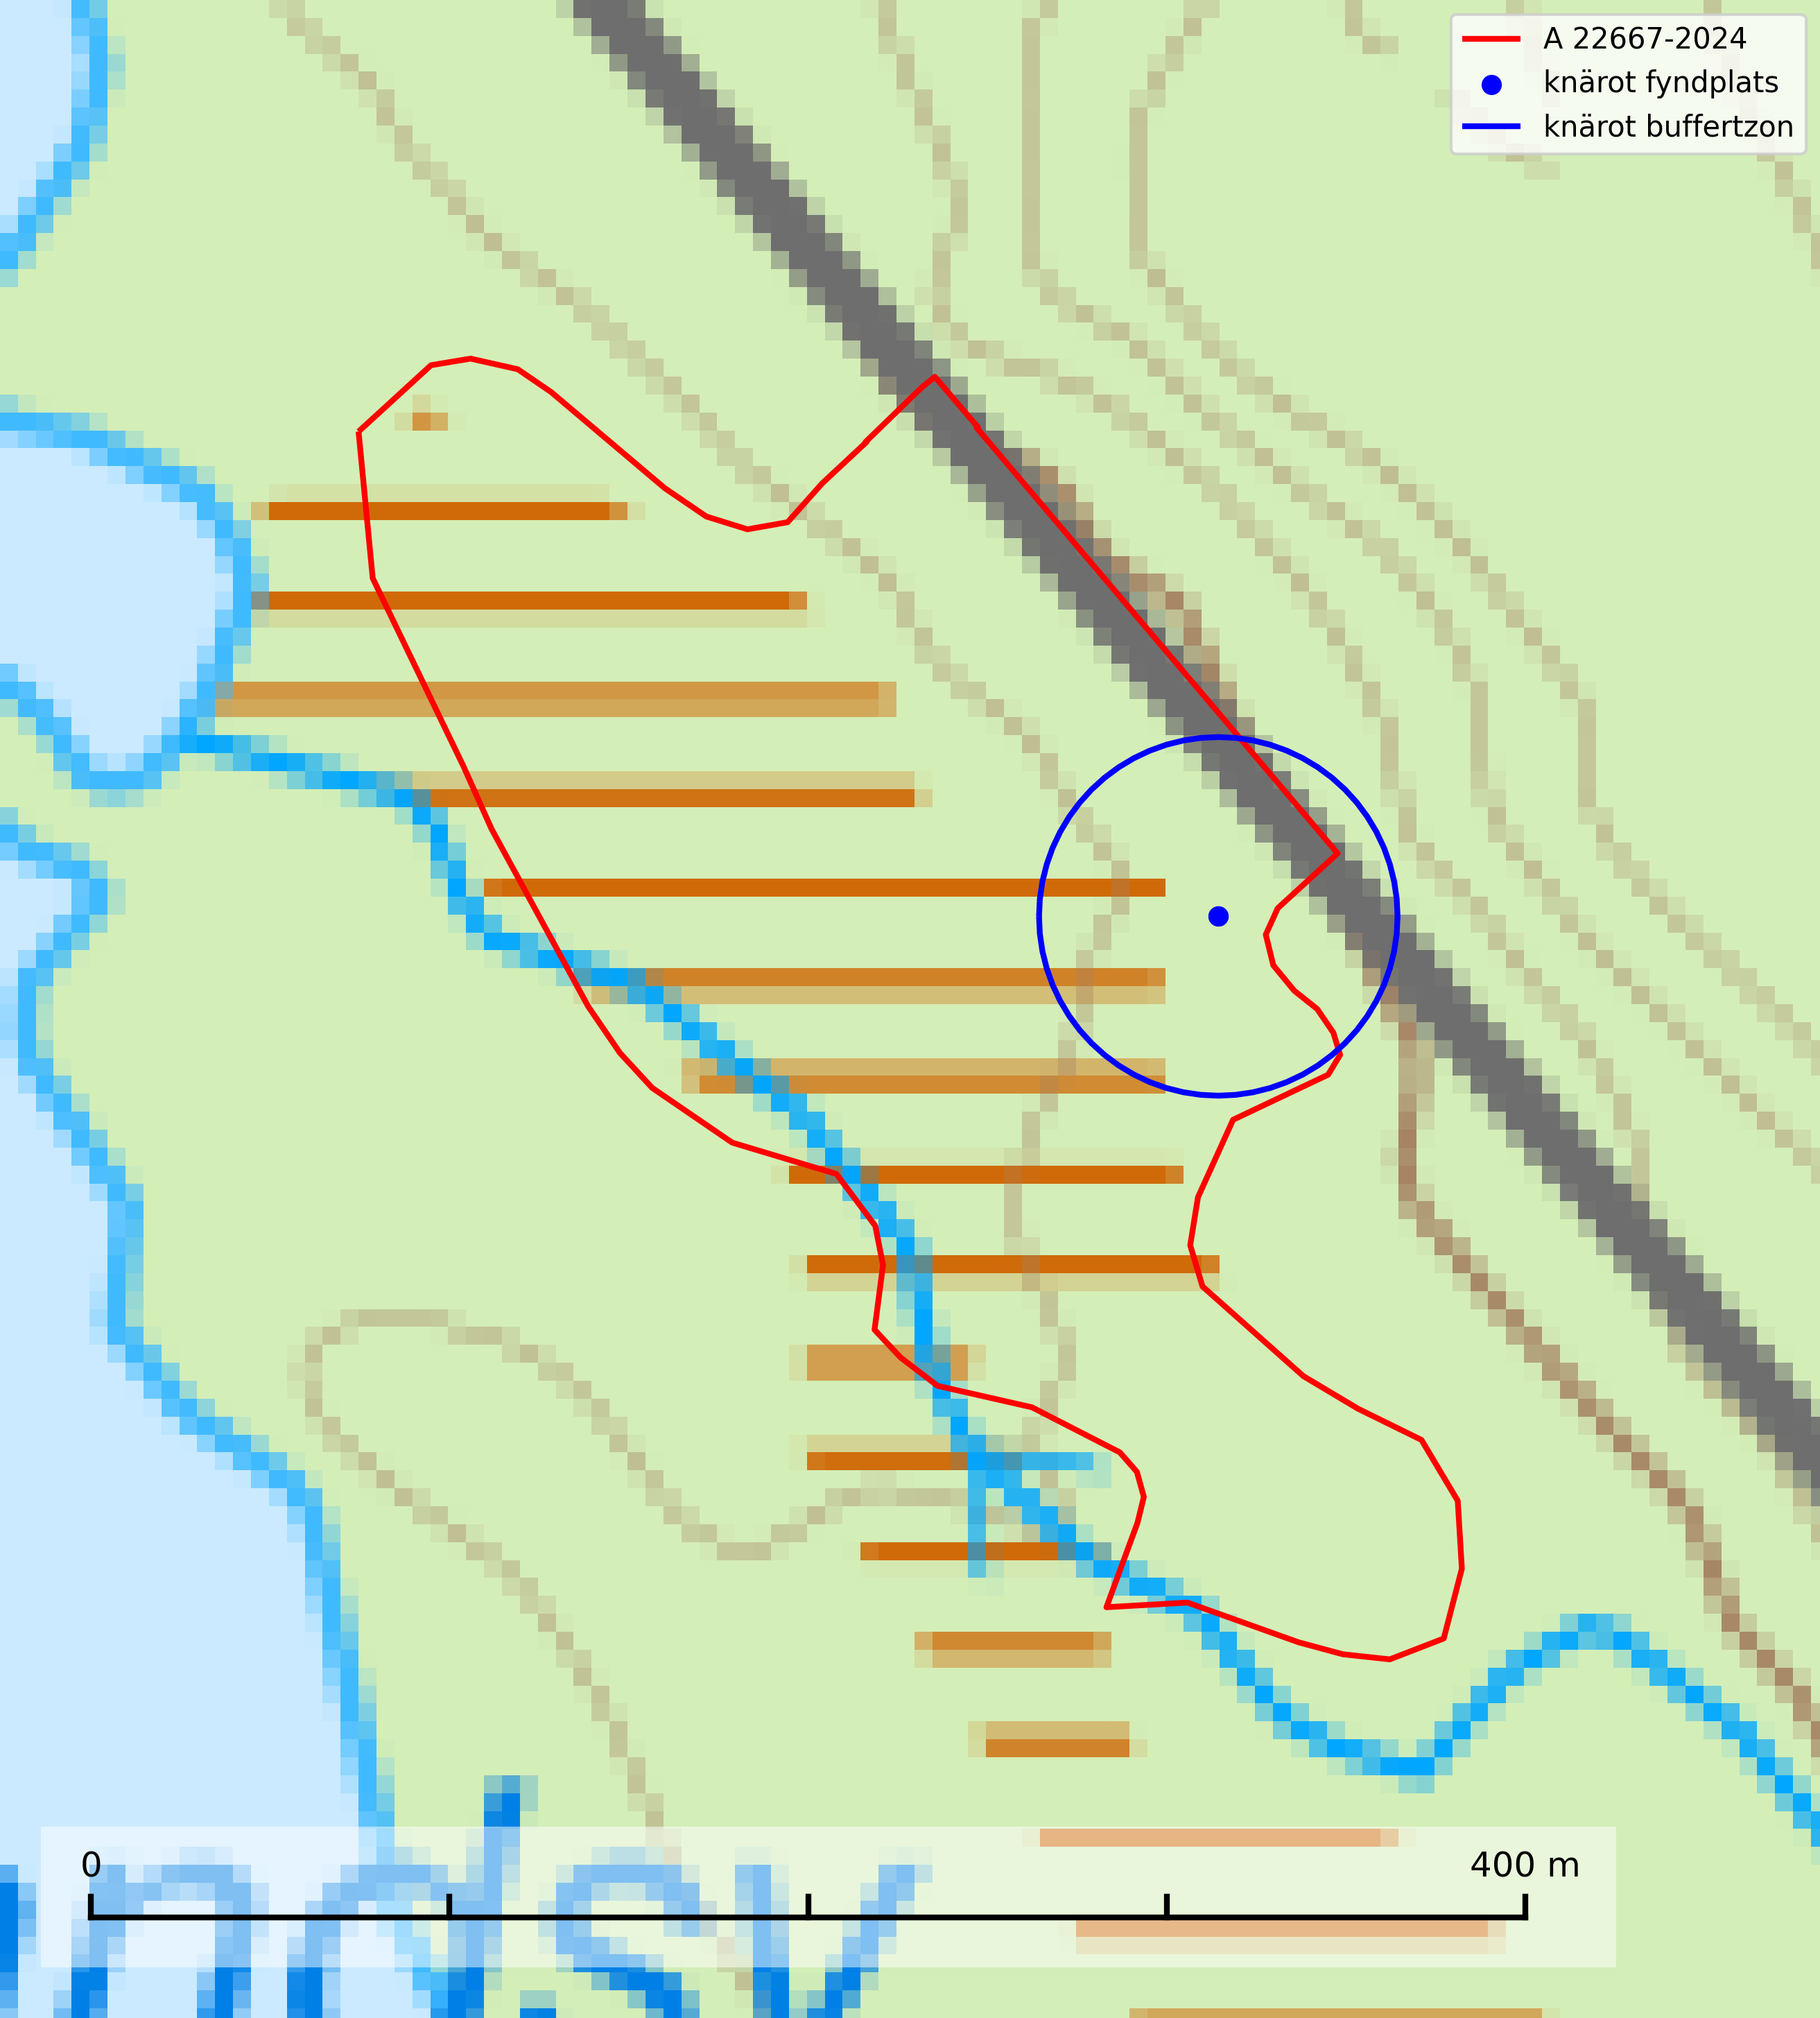 A 22667-2024
knärot fyndplats
knärot buffertzon
0
400 m